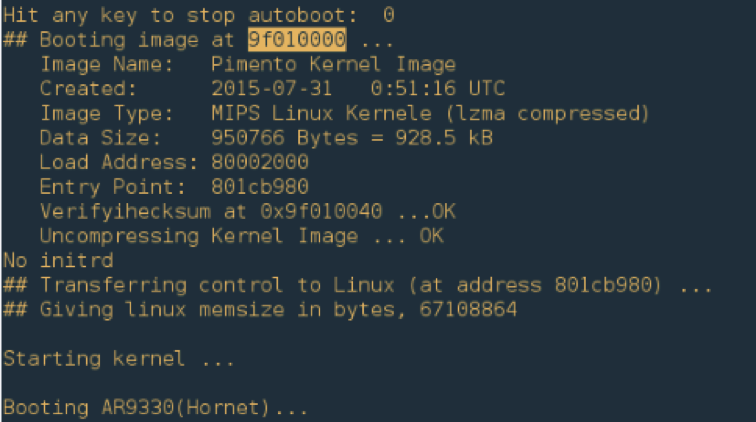 Hit any key to stop autoboot:  0
## Booting image at 9f010000 ...
   Image Name:   Pimento Kernel Image
   Created:      2015-07-31   0:51:16 UTC
   Image Type:   MIPS Linux Kernele (lzma compressed)
   Data Size:    950766 Bytes = 928.5 kB
   Load Address: 80002000
   Entry Point:  801cb980
   Verifyihecksum at 0x9f010040 ...OK
   Uncompressing Kernel Image ... OK
No initrd
## Transferring control to Linux (at address 801cb980) ...
## Giving linux memsize in bytes, 67108864
Starting kernel ...
Booting AR9330(Hornet)...